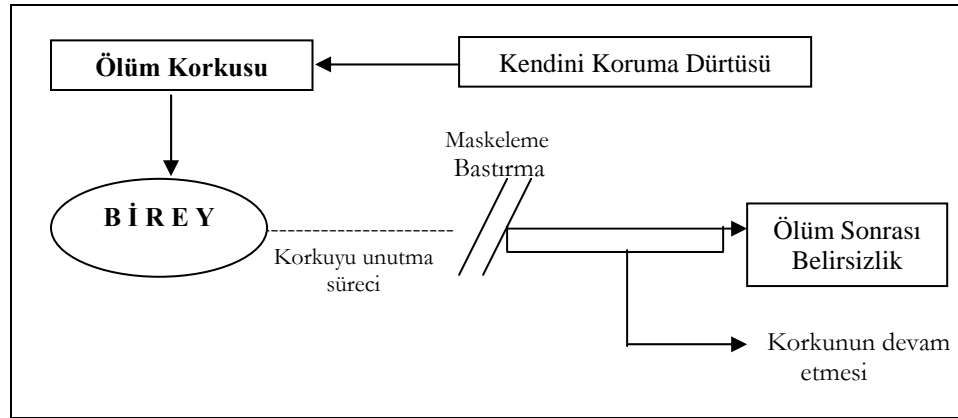 Ölüm Korkusu
Kendini Koruma Dürtüsü
Maskeleme
Bastırma
B İ R E Y
Korkuyu unutma
süreci
Ölüm Sonrası
Belirsizlik
Korkunun devam
etmesi